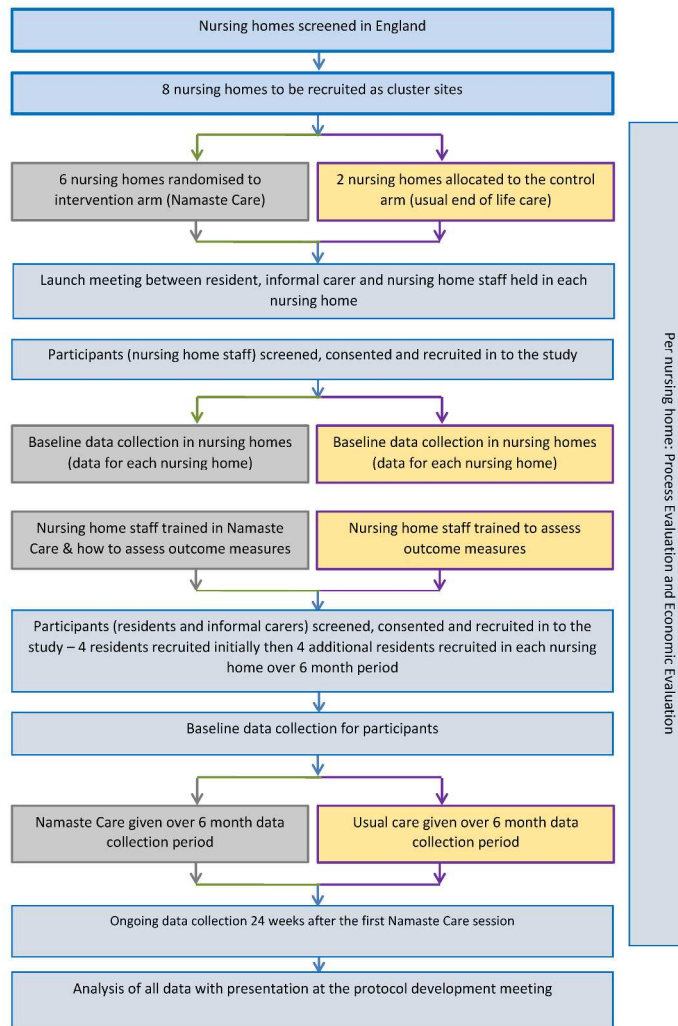 Nursing homes screened in England
8 nursing homes to be recruited as cluster sites
6 nursing homes randomised to
intervention arm (Namaste Care)
2 nursing homes allocated to the control
arm (usual end of life care)
Launch meeting between resident, informal carer and nursing home staff held in each
nursing home
Participants (nursing home staff) screened, consented and recruited in to the study
Baseline data collection in nursing homes
(data for each nursing home)
Baseline data collection in nursing homes
(data for each nursing home)
Nursing home staff trained in Namaste
Care & how to assess outcome measures
Nursing home staff trained to assess
outcome measures
Participants (residents and informal carers) screened, consented and recruited in to the
study – 4 residents recruited initially then 4 additional residents recruited in each nursing
home over 6 month period
Baseline data collection for participants
Namaste Care given over 6 month data
collection period
Usual care given over 6 month data
collection period
Ongoing data collection 24 weeks after the first Namaste Care session
Analysis of all data with presentation at the protocol development meeting
Per nursing home: Process Evaluation and Economic Evaluation